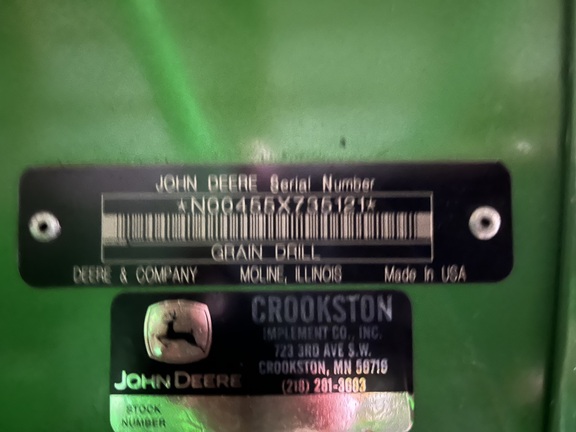 JOHN DEERE Serial Number
*N00455X735121*
GRAIN DRILL
DEERE & COMPANY MOLINE, ILLINOIS Made In USA
CROOKSTON
IMPLEMENT CO., INC.
723 3RD AVE S.W.
CROOKSTON, MN 56716
(218) 281-3603
JOHN DEERE
STOCK
NUMBER